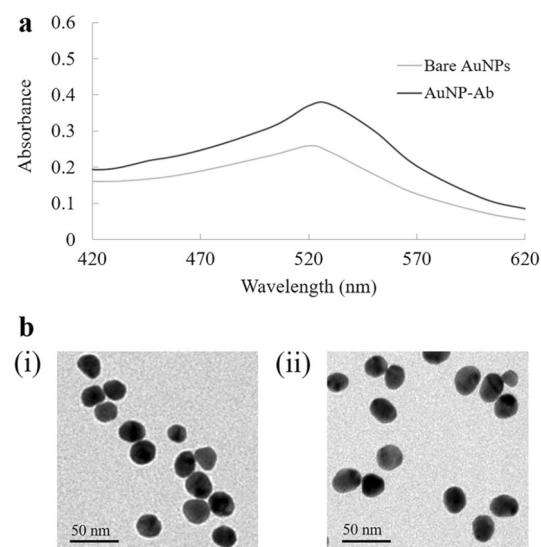 a
0.6
0.5
0.4
0.3
0.2
0.1
0
Absorbance
Bare AuNPs
AuNP-Ab
420 470 520 570 620
Wavelength (nm)
b
(i) (ii)
50 nm 50 nm